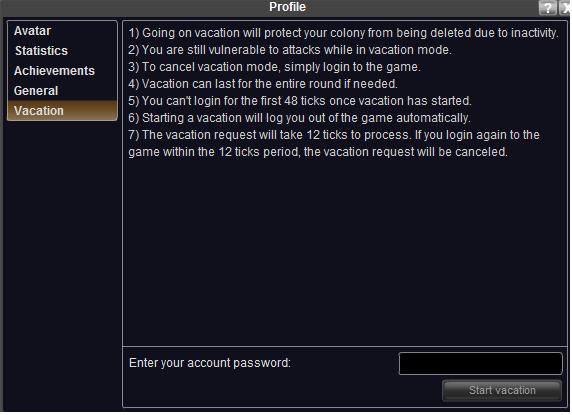 Profile
?
X
Avatar
Statistics
Achievements
General
Vacation
1) Going on vacation will protect your colony from being deleted due to inactivity.
2) You are still vulnerable to attacks while in vacation mode.
3) To cancel vacation mode, simply login to the game.
4) Vacation can last for the entire round if needed.
5) You can't login for the first 48 ticks once vacation has started.
6) Starting a vacation will log you out of the game automatically.
7) The vacation request will take 12 ticks to process. If you login again to the
game within the 12 ticks period, the vacation request will be canceled.
Enter your account password:
Start vacation